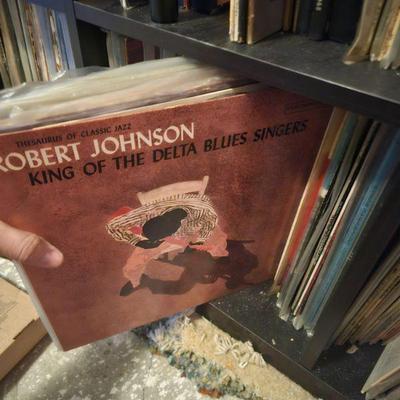 THESAURUS OF CLASSIC JAZZ
ROBERT JOHNSON
KING OF THE DELTA BLUES SINGERS